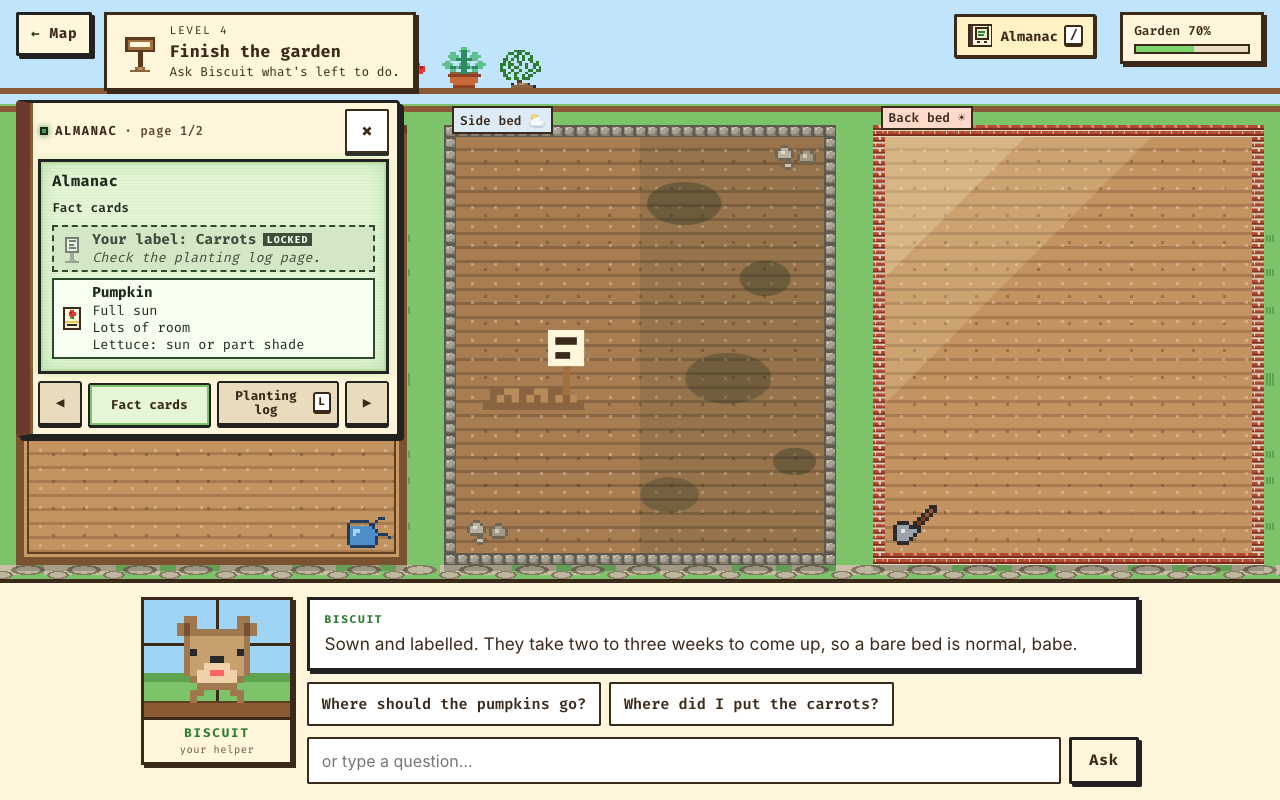 ← Map
LEVEL 4
Finish the garden
Ask Biscuit what's left to do.
Almanac /
Garden 70%
ALMANAC · page 1/2
×
Almanac
Fact cards
Your label: Carrots LOCKED
Check the planting log page.
Pumpkin
Full sun
Lots of room
Lettuce: sun or part shade
◄
Fact cards
Planting log L
►
Side bed
Back bed
BISCUIT
Sown and labelled. They take two to three weeks to come up, so a bare bed is normal, babe.
Where should the pumpkins go?
Where did I put the carrots?
BISCUIT
your helper
or type a question...
Ask